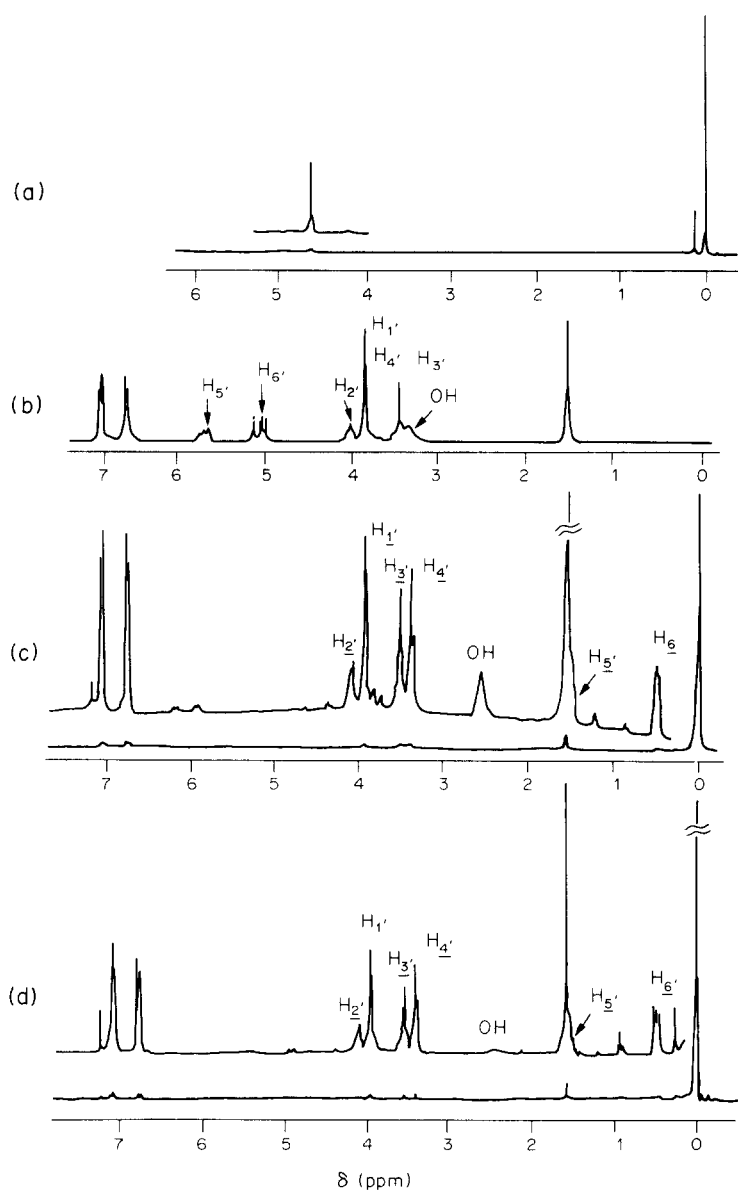 (a)
6 5 4 3 2 1 0
H1'
H4' H3'
H5' H6' H2' OH
(b)
7 6 5 4 3 2 1 0
H1'
H3' H4'
H2' OH H5' H6
(c)
7 6 5 4 3 2 1 0
H1'
H4'
H3'
H2' OH H5' H6'
(d)
7 6 5 4 3 2 1 0
δ (ppm)